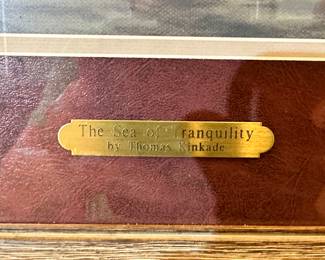 The Sea of Tranquility
by Thomas Kinkade